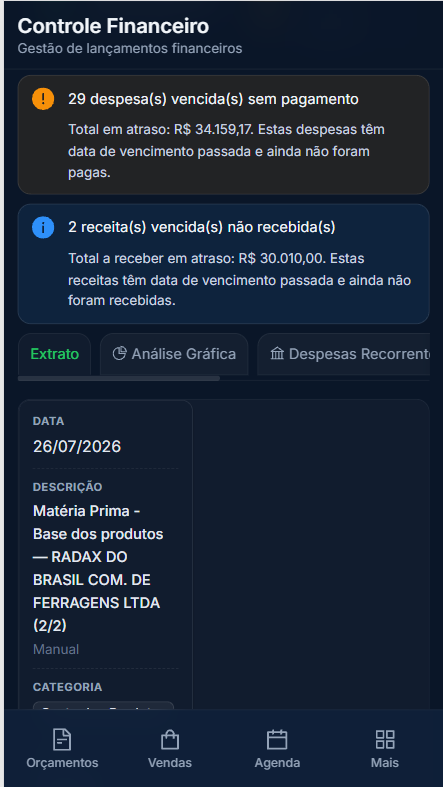 Controle Financeiro
Gestão de lançamentos financeiros
29 despesa(s) vencida(s) sem pagamento
Total em atraso: R$ 34.159,17. Estas despesas têm
data de vencimento passada e ainda não foram
pagas.
2 receita(s) vencida(s) não recebida(s)
Total a receber em atraso: R$ 30.010,00. Estas
receitas têm data de vencimento passada e ainda não
foram recebidas.
Extrato
Análise Gráfica
Despesas Recorrent
DATA
26/07/2026
DESCRIÇÃO
Matéria Prima -
Base dos produtos
— RADAX DO
BRASIL COM. DE
FERRAGENS LTDA
(2/2)
Manual
CATEGORIA
Orçamentos
Vendas
Agenda
Mais